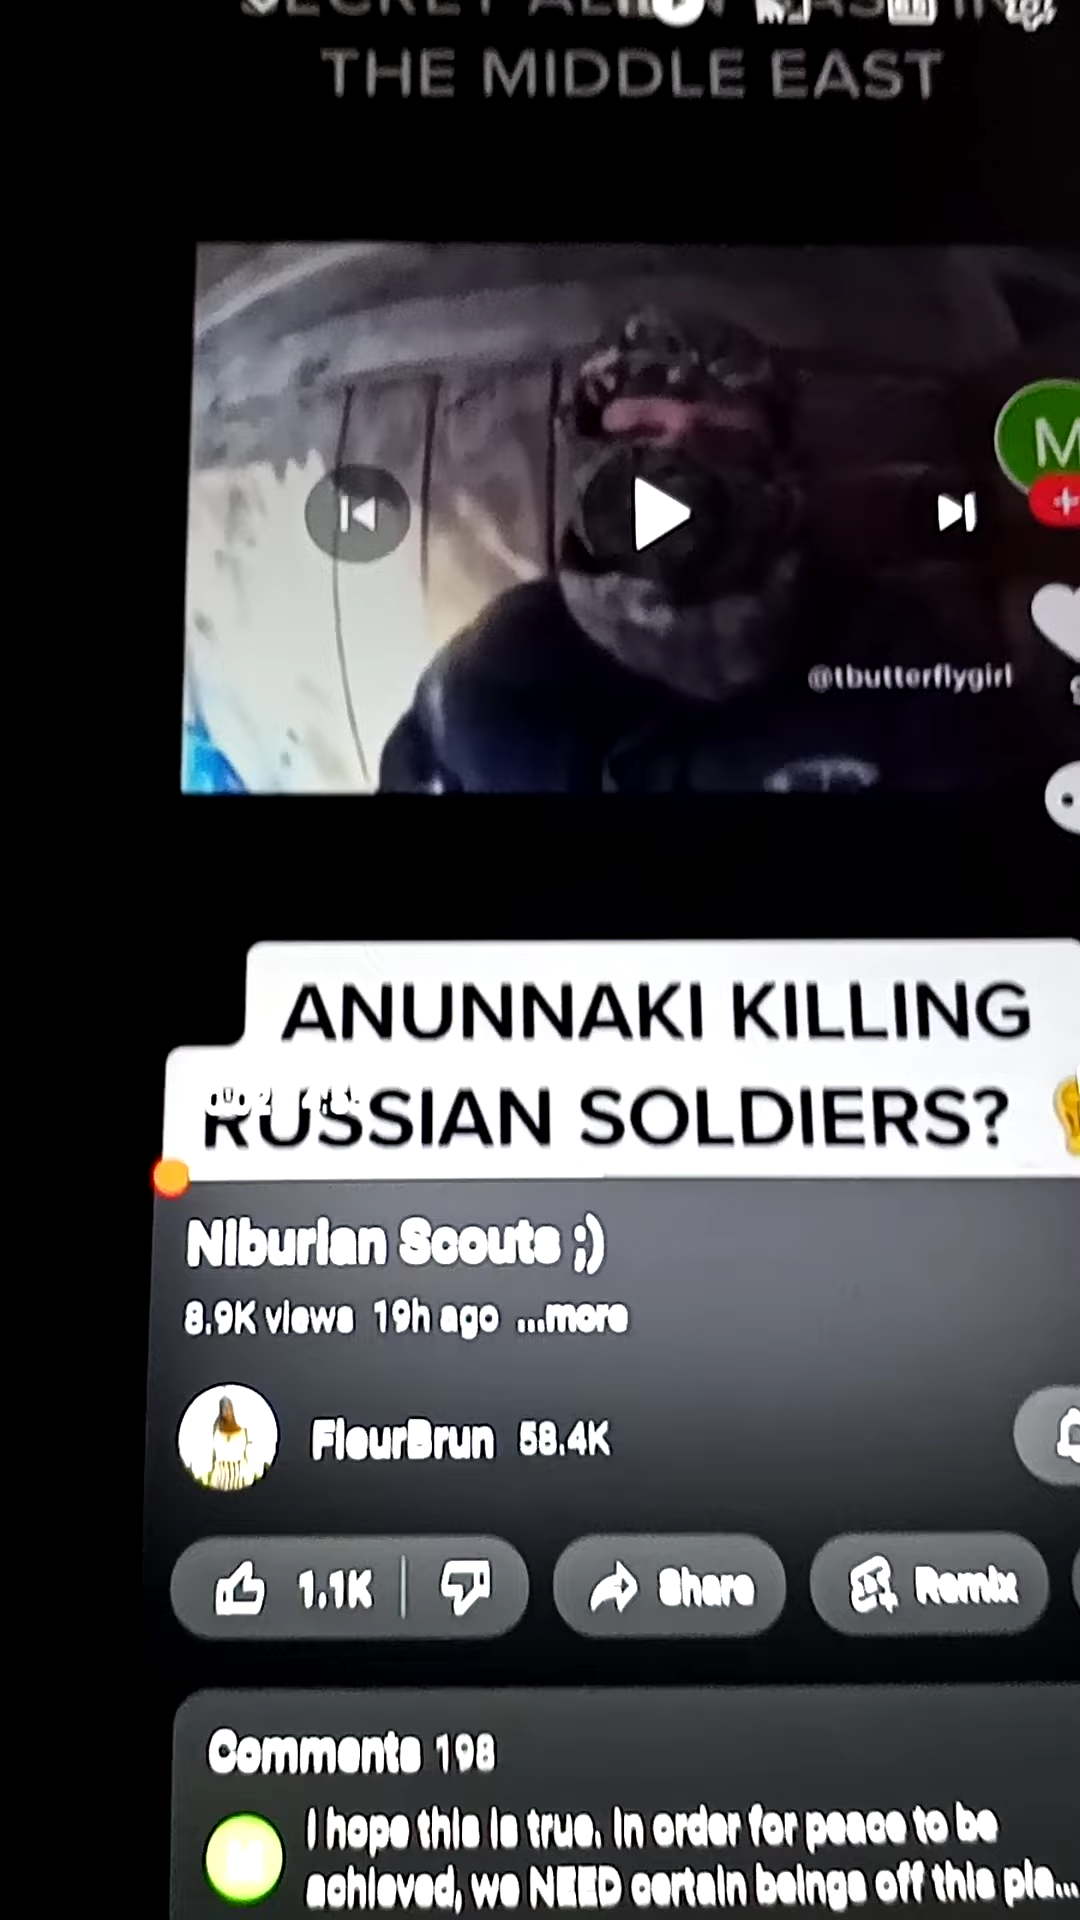 SECRET ALIEN
THE MIDDLE EAST
M
@tbutterflygirl
ANUNNAKI KILLING
RUSSIAN SOLDIERS?
Niburian Scouts ;)
8.9K views 19h ago ...more
FleurBrun 58.4K
1.1K Share Remix
Comments 198
I hope this is true. In order for peace to be
achieved, we NEED certain beings off this pla...